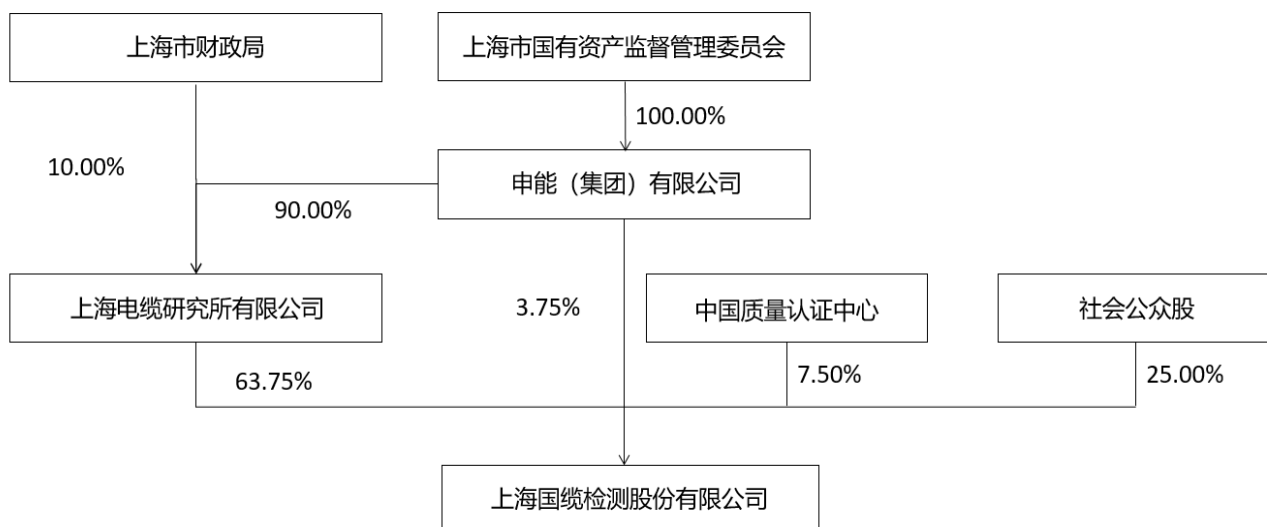 上海市财政局
上海市国有资产监督管理委员会
100.00%
10.00%
申能（集团）有限公司
90.00%
上海电缆研究所有限公司
3.75%
中国质量认证中心
社会公众股
63.75%
7.50%
25.00%
上海国缆检测股份有限公司